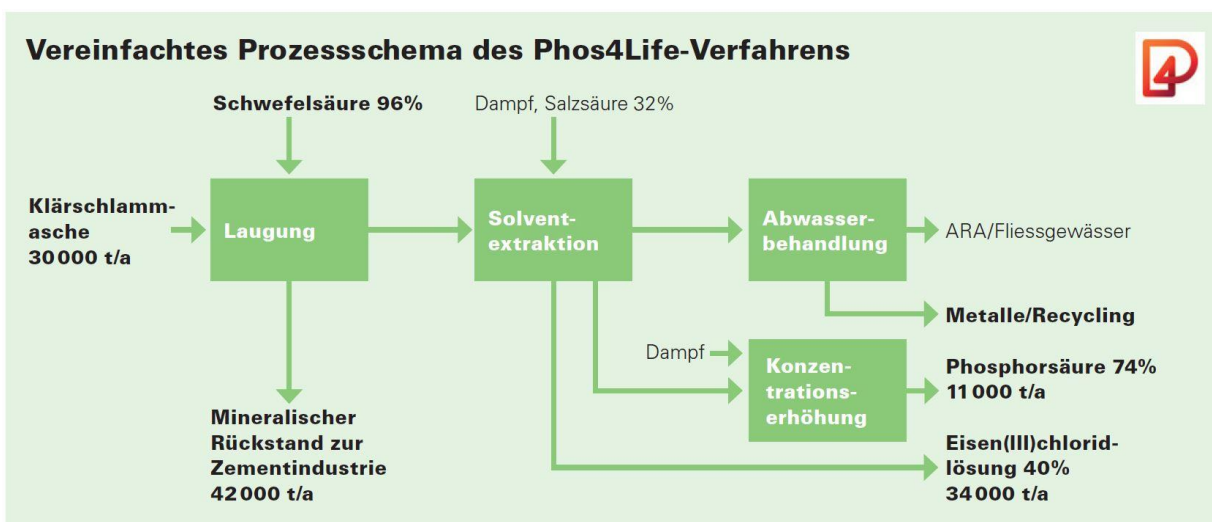 Vereinfachtes Prozessschema des Phos4Life-Verfahrens
P4
Schwefelsäure 96%
Dampf, Salzsäure 32%
Klärschlamm-
asche
30 000 t/a
Laugung
Solvent-
extraktion
Abwasser-
behandlung
ARA/Fliessgewässer
Metalle/Recycling
Dampf
Konzen-
trations-
erhöhung
Phosphorsäure 74%
11 000 t/a
Mineralischer
Rückstand zur
Zementindustrie
42 000 t/a
Eisen(III)chlorid-
lösung 40%
34 000 t/a